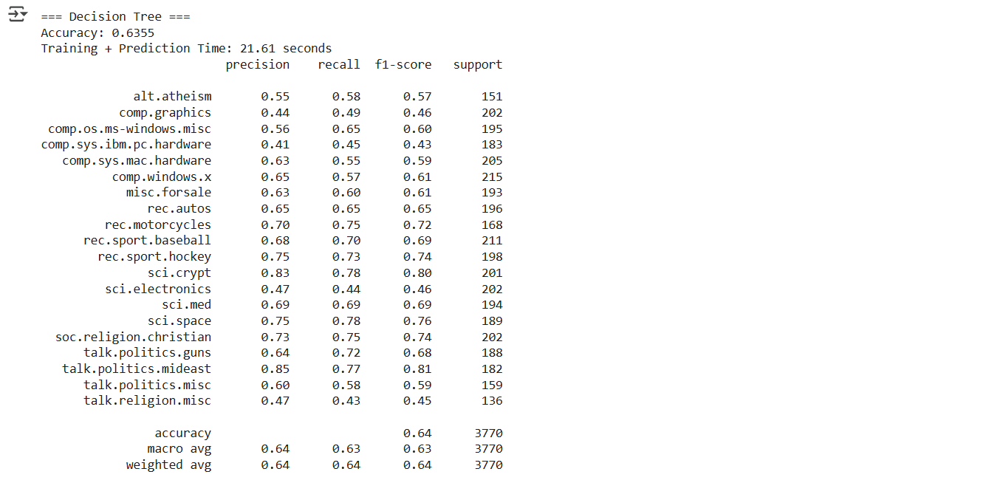 === Decision Tree ===
Accuracy: 0.6355
Training + Prediction Time: 21.61 seconds
precision recall f1-score support
alt.atheism 0.55 0.58 0.57 151
comp.graphics 0.44 0.49 0.46 202
comp.os.ms-windows.misc 0.56 0.65 0.60 195
comp.sys.ibm.pc.hardware 0.41 0.45 0.43 183
comp.sys.mac.hardware 0.63 0.55 0.59 205
comp.windows.x 0.65 0.57 0.61 215
misc.forsale 0.63 0.60 0.61 193
rec.autos 0.65 0.65 0.65 196
rec.motorcycles 0.70 0.75 0.72 168
rec.sport.baseball 0.68 0.70 0.69 211
rec.sport.hockey 0.75 0.73 0.74 198
sci.crypt 0.83 0.78 0.80 201
sci.electronics 0.47 0.44 0.46 202
sci.med 0.69 0.69 0.69 194
sci.space 0.75 0.78 0.76 189
soc.religion.christian 0.73 0.75 0.74 202
talk.politics.guns 0.64 0.72 0.68 188
talk.politics.mideast 0.85 0.77 0.81 182
talk.politics.misc 0.60 0.58 0.59 159
talk.religion.misc 0.47 0.43 0.45 136
accuracy 0.64 3770
macro avg 0.64 0.63 0.63 3770
weighted avg 0.64 0.64 0.64 3770